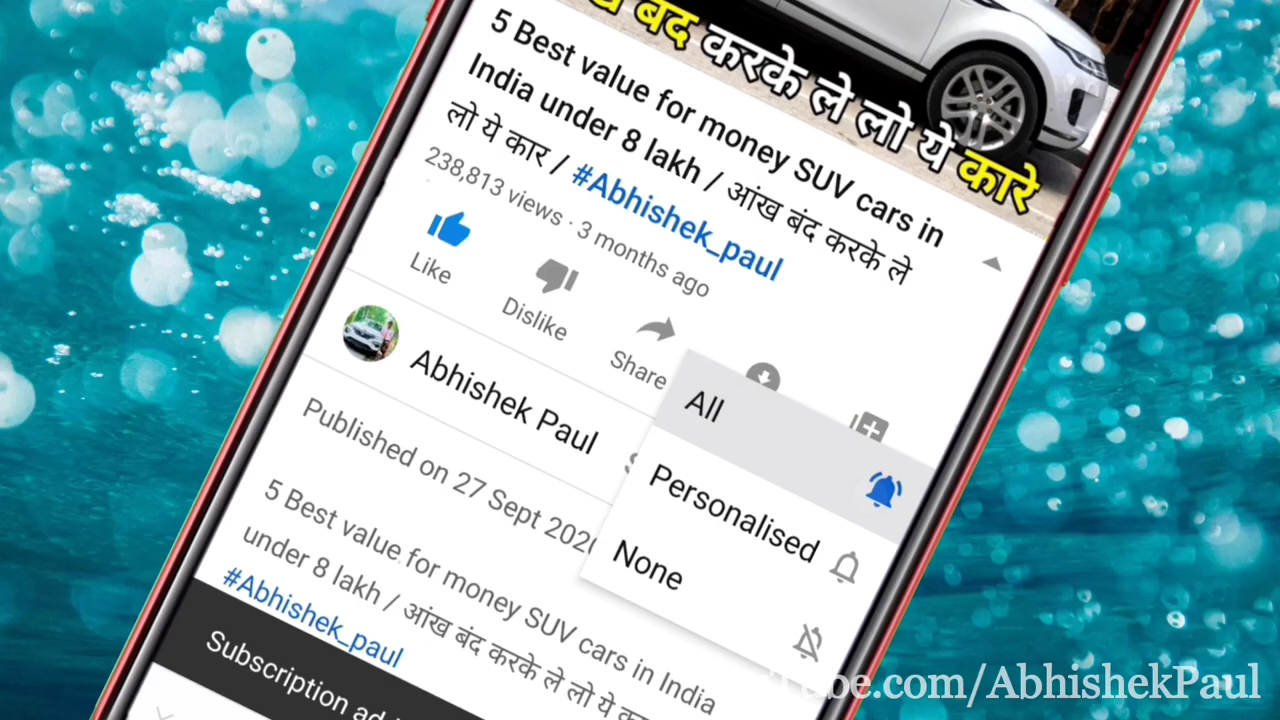 बंद करके ले लो ये कारे
5 Best value for money SUV cars in
India under 8 lakh / आंख बंद करके ले
लो ये कार / #Abhishek_paul
238,813 views · 3 months ago
Like
Dislike
Share
All
Abhishek Paul
Personalised
Published on 27 Sept 2020
None
5 Best value for money SUV cars in India
under 8 lakh / आंख बंद करके ले लो ये
#Abhishek_paul
Subscription
.com/AbhishekPaul